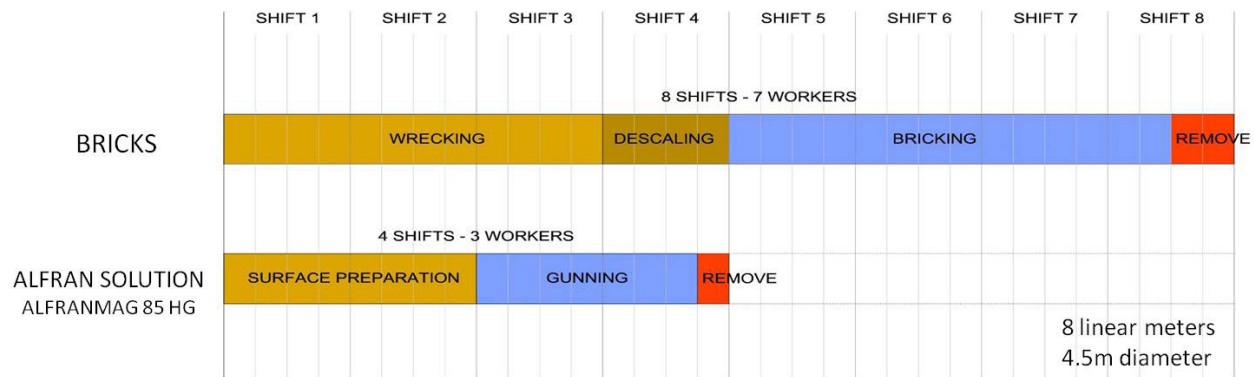 SHIFT 1 SHIFT 2 SHIFT 3 SHIFT 4 SHIFT 5 SHIFT 6 SHIFT 7 SHIFT 8
8 SHIFTS - 7 WORKERS
BRICKS WRECKING DESCALING BRICKING REMOVE
4 SHIFTS - 3 WORKERS
ALFRAN SOLUTION SURFACE PREPARATION GUNNING REMOVE
ALFRANMAG 85 HG
8 linear meters
4.5m diameter